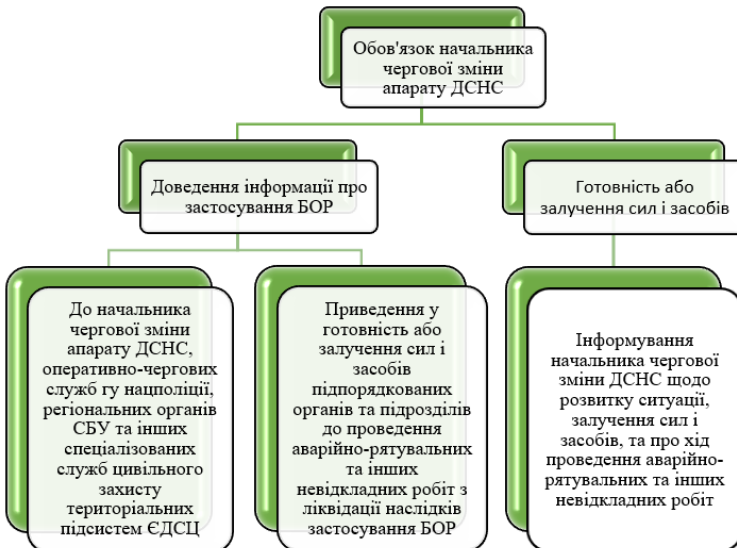 Обов'язок начальника
чергової зміни
апарату ДСНС
Доведення інформації про
застосування БОР
Готовність або
залучення сил і засобів
До начальника
чергової зміни
апарату ДСНС,
оперативно-чергових
служб гу нацполіції,
регіональних органів
СБУ та інших
спеціалізованих
служб цивільного
захисту
територіальних
підсистем ЄДСЦ
Приведення у
готовність або
залучення сил і
засобів
підпорядкованих
органів та підрозділів
до проведення
аварійно-рятувальних
та інших
невідкладних робіт з
ліквідації наслідків
застосування БОР
Інформування
начальника чергової
зміни ДСНС щодо
розвитку ситуації,
залучення сил і
засобів, та про хід
проведення аварійно-
рятувальних та інших
невідкладних робіт